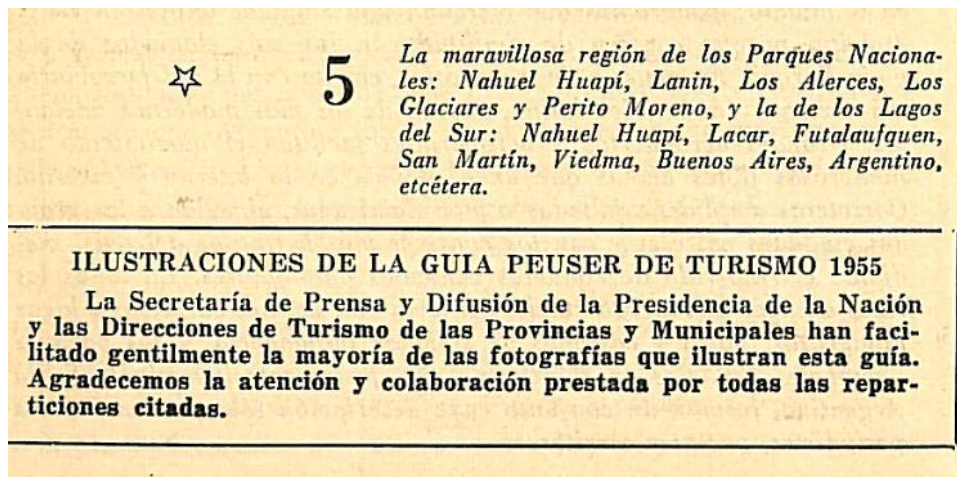 5
La maravillosa región de los Parques Naciona-
les: Nahuel Huapí, Lanin, Los Alerces, Los
Glaciares y Perito Moreno, y la de los Lagos
del Sur: Nahuel Huapí, Lacar, Futalaufquen,
San Martín, Viedma, Buenos Aires, Argentino,
etcétera.
ILUSTRACIONES DE LA GUIA PEUSER DE TURISMO 1955
La Secretaría de Prensa y Difusión de la Presidencia de la Nación
y las Direcciones de Turismo de las Provincias y Municipales han faci-
litado gentilmente la mayoría de las fotografías que ilustran esta guía.
Agradecemos la atención y colaboración prestada por todas las repar-
ticiones citadas.